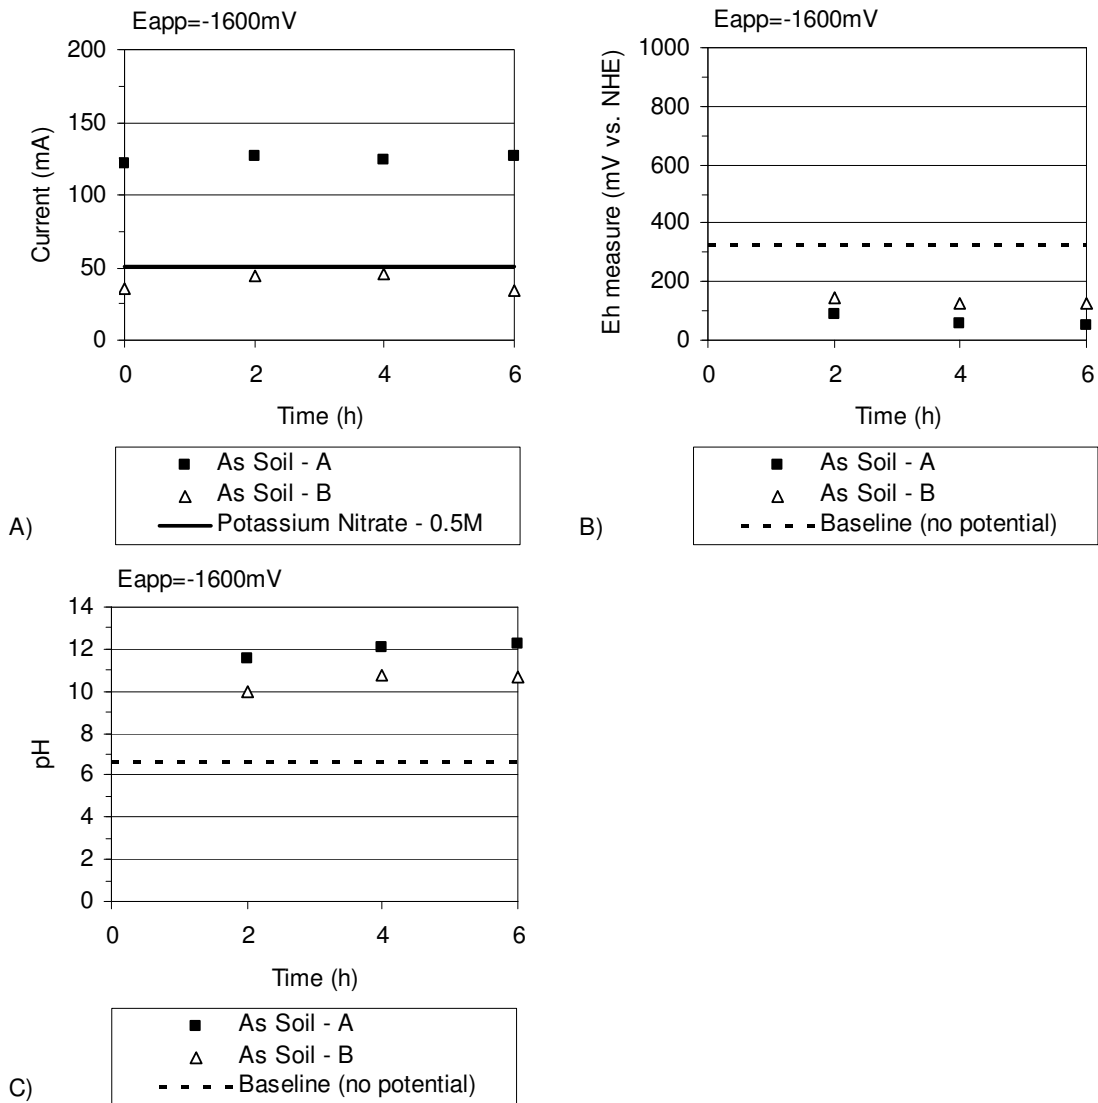 Eapp=-1600mV
200
150
100
50
0
Current (mA)
0 2 4 6
Time (h)
As Soil - A
As Soil - B
Potassium Nitrate - 0.5M
A)
Eapp=-1600mV
1000
800
600
400
200
0
Eh measure (mV vs. NHE)
0 2 4 6
Time (h)
As Soil - A
As Soil - B
Baseline (no potential)
B)
Eapp=-1600mV
14
12
10
8
6
4
2
0
pH
0 2 4 6
Time (h)
As Soil - A
As Soil - B
Baseline (no potential)
C)